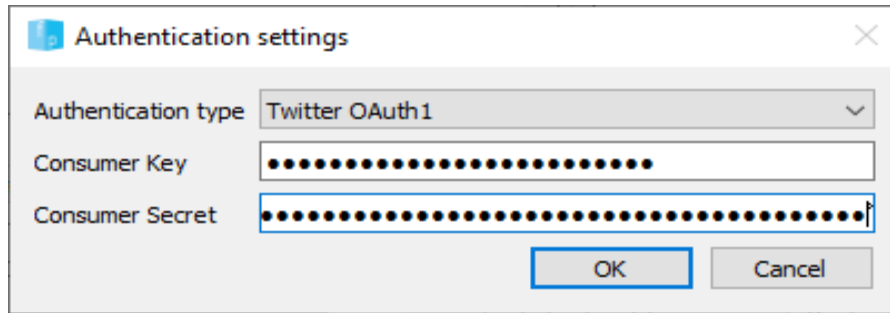 Authentication settings
Authentication type Twitter OAuth1
Consumer Key ●●●●●●●●●●●●●●●●●●●●●●●●●
Consumer Secret ●●●●●●●●●●●●●●●●●●●●●●●●●●●●●●●●●●●●●●●
OK Cancel